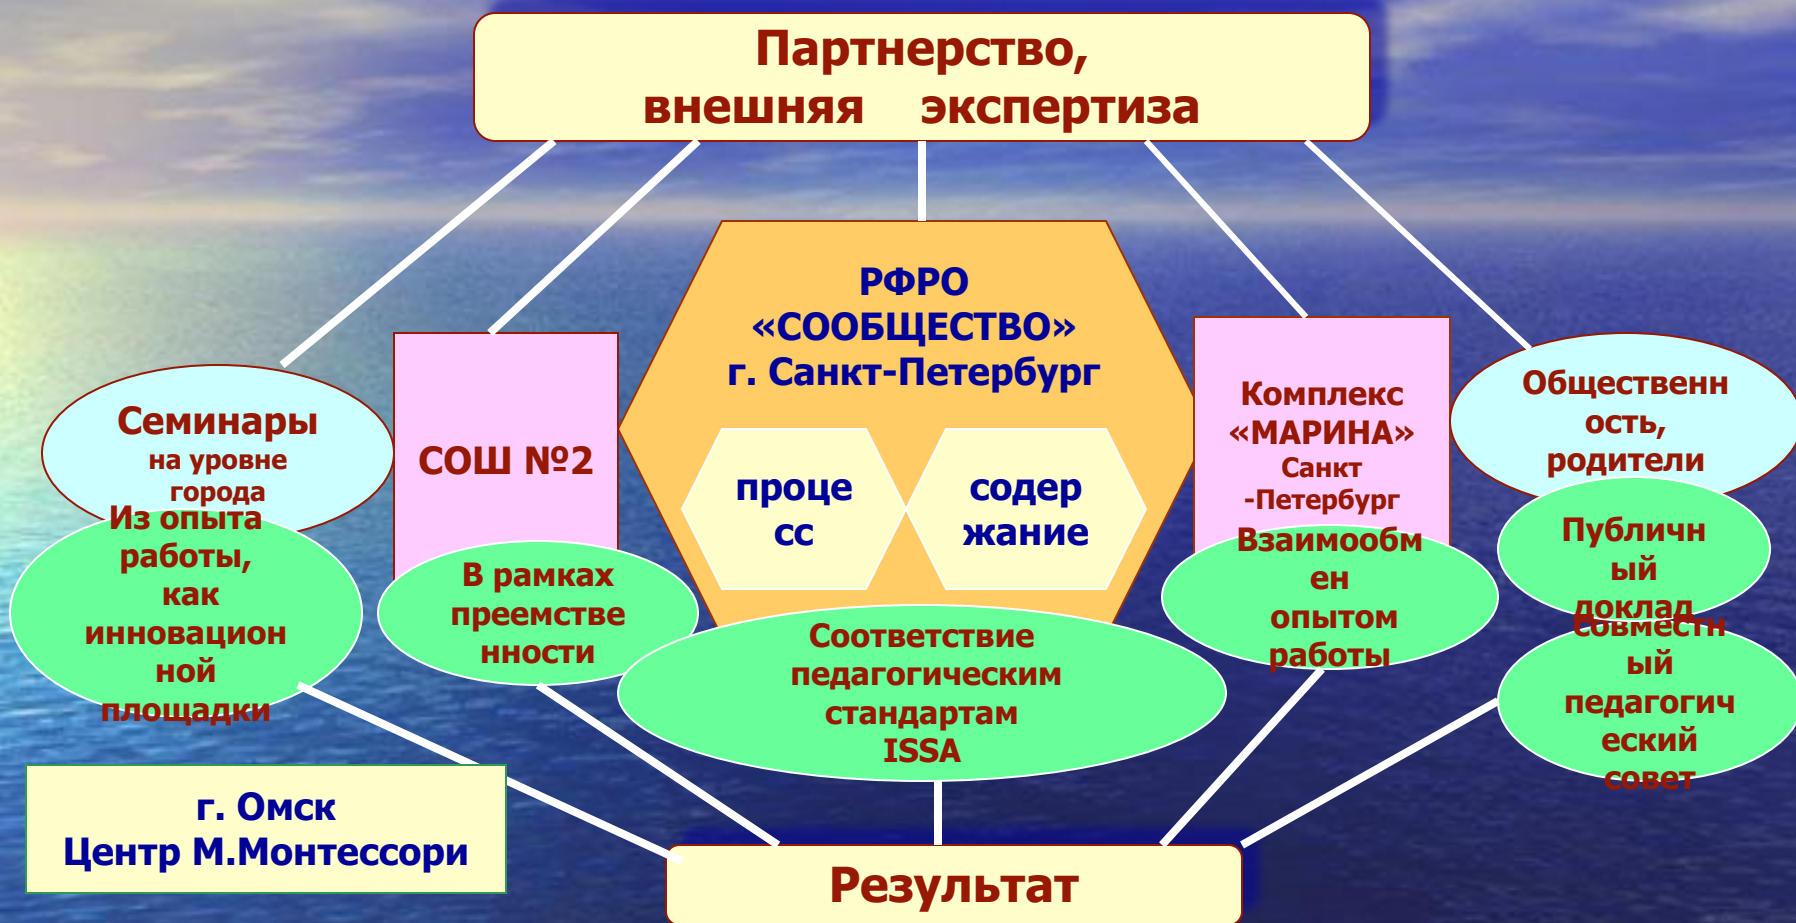 Партнерство,
внешняя экспертиза
РФРО
«СООБЩЕСТВО»
г. Санкт-Петербург
проце
сс
содер
жание
Семинары
на уровне
города
Из опыта
работы,
как
инновацион
ной
площадки
СОШ №2
В рамках
преемстве
нности
Соответствие
педагогическим
стандартам
ISSA
Комплекс
«МАРИНА»
Санкт
-Петербург
Взаимообм
ен
опытом
работы
Общественн
ость,
родители
Публичн
ый
доклад
Совместн
ый
педагогич
еский
совет
г. Омск
Центр М.Монтессори
Результат